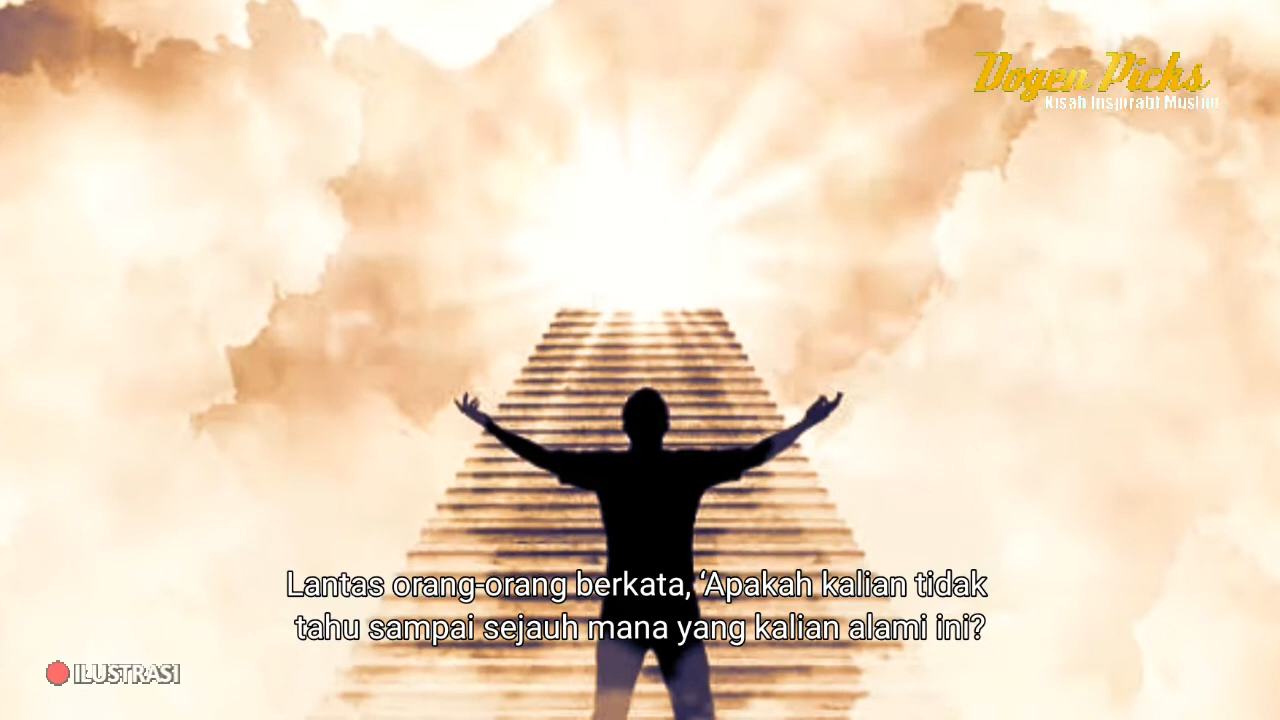 Dogen Picks
Kisah Inspiratif Muslim
Lantas orang-orang berkata, ‘Apakah kalian tidak
tahu sampai sejauh mana yang kalian alami ini?
ILUSTRASI